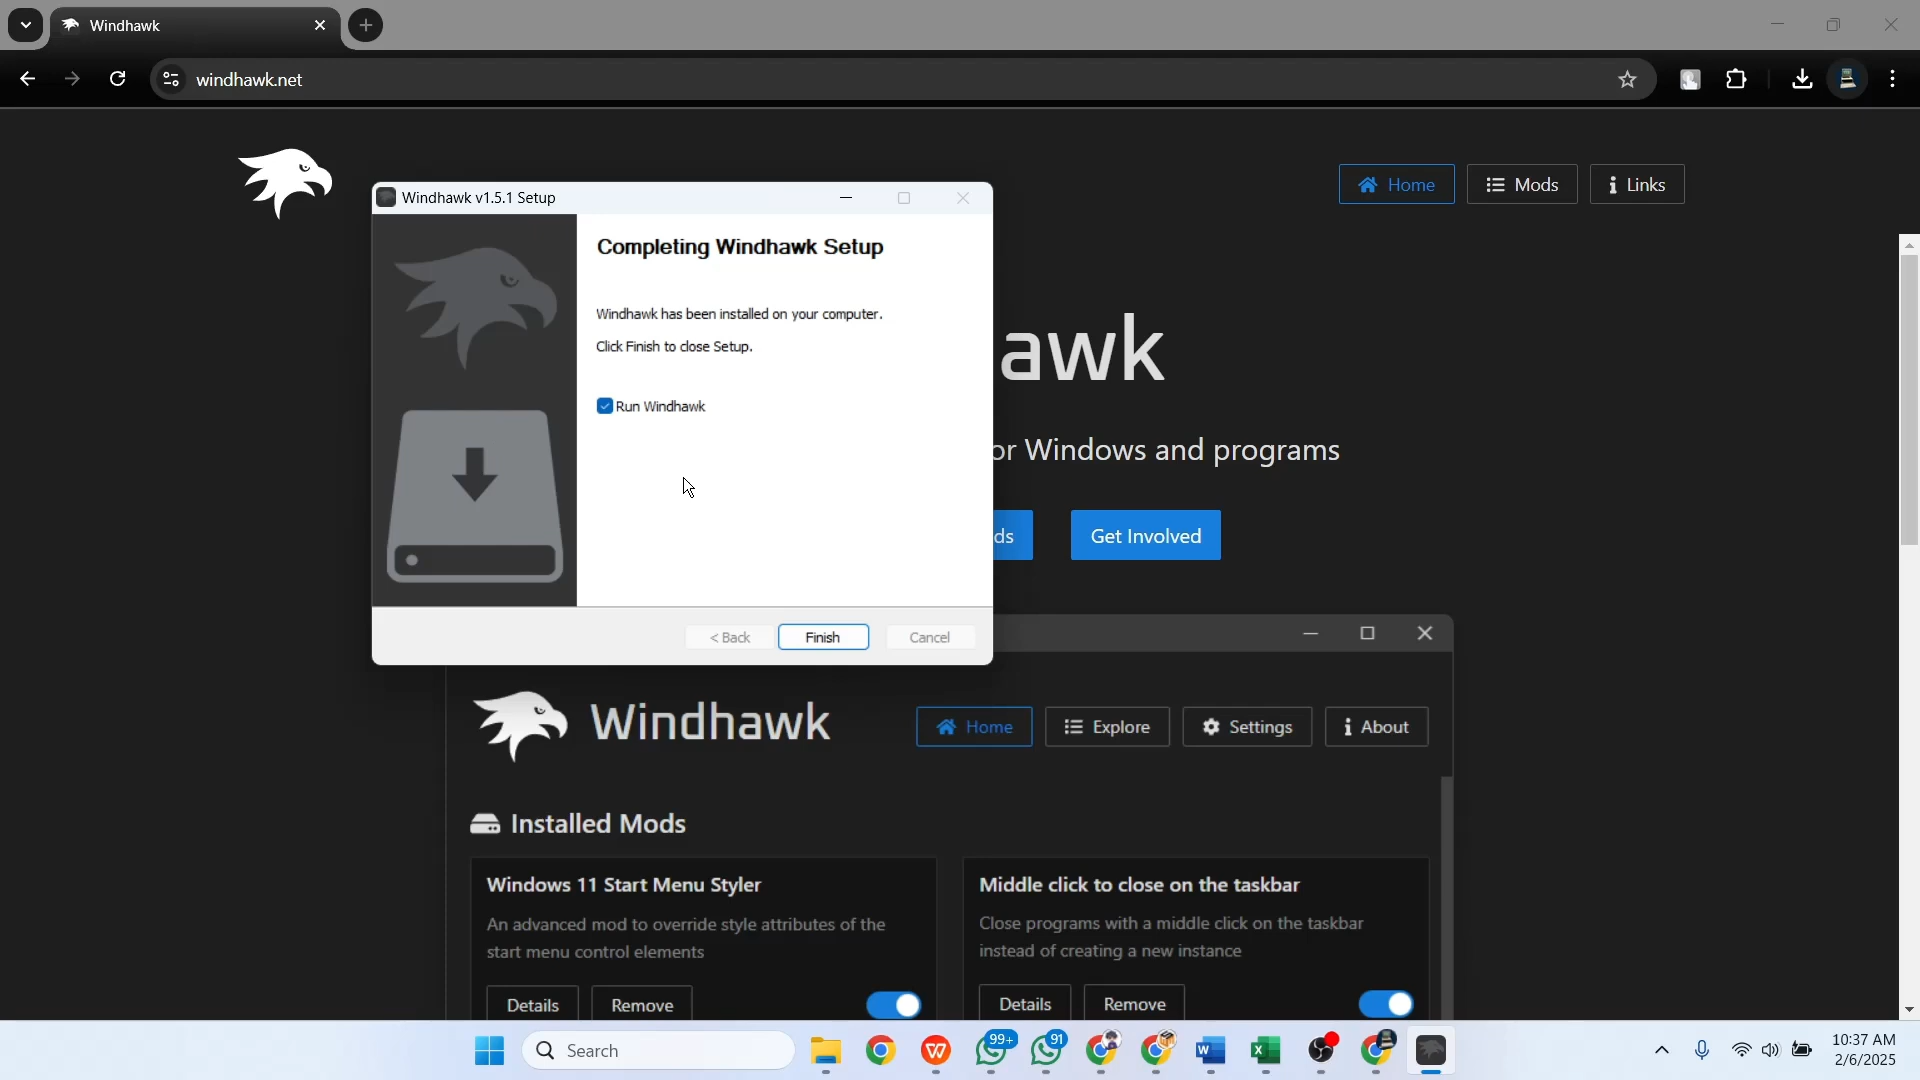 Windhawk
windhawk.net
Home
Mods
Links
Windhawk v1.5.1 Setup
Completing Windhawk Setup
Windhawk has been installed on your computer.
Click Finish to close Setup.
Run Windhawk
< Back
Finish
Cancel
awk
or Windows and programs
ds
Get Involved
Windhawk
Home
Explore
Settings
About
Installed Mods
Windows 11 Start Menu Styler
An advanced mod to override style attributes of the
start menu control elements
Details
Remove
Middle click to close on the taskbar
Close programs with a middle click on the taskbar
instead of creating a new instance
Details
Remove
Search
99+
91
10:37 AM
2/6/2025